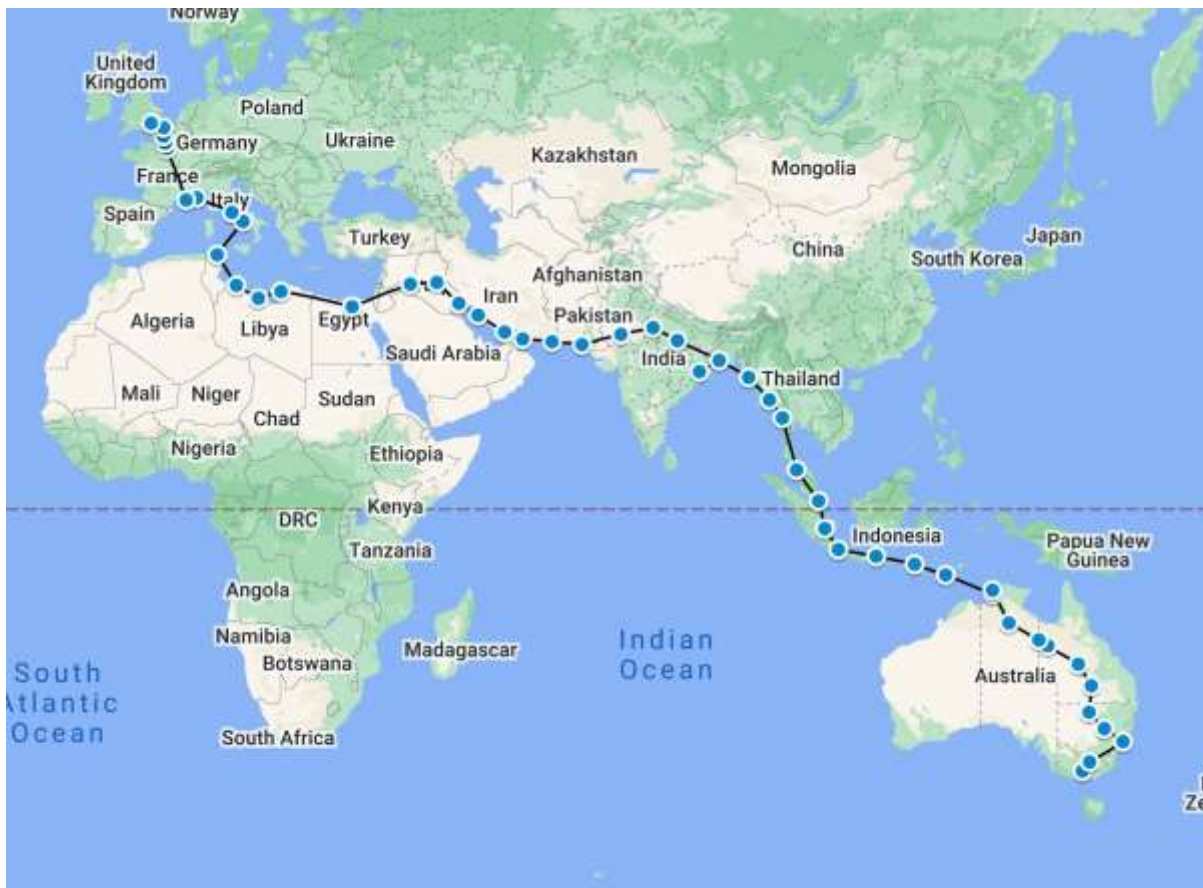 Norway
United
Kingdom
Poland
Germany
Ukraine
Kazakhstan
Mongolia
France
Italy
Spain
Turkey
China
Japan
South Korea
Afghanistan
Iran
Pakistan
Algeria
Libya
Egypt
Saudi Arabia
India
Thailand
Mali
Niger
Sudan
Chad
Nigeria
Ethiopia
Kenya
DRC
Tanzania
Indonesia
Papua New
Guinea
Angola
Namibia
Botswana
Madagascar
Indian
Ocean
South
Atlantic
Ocean
Australia
South Africa
Ze